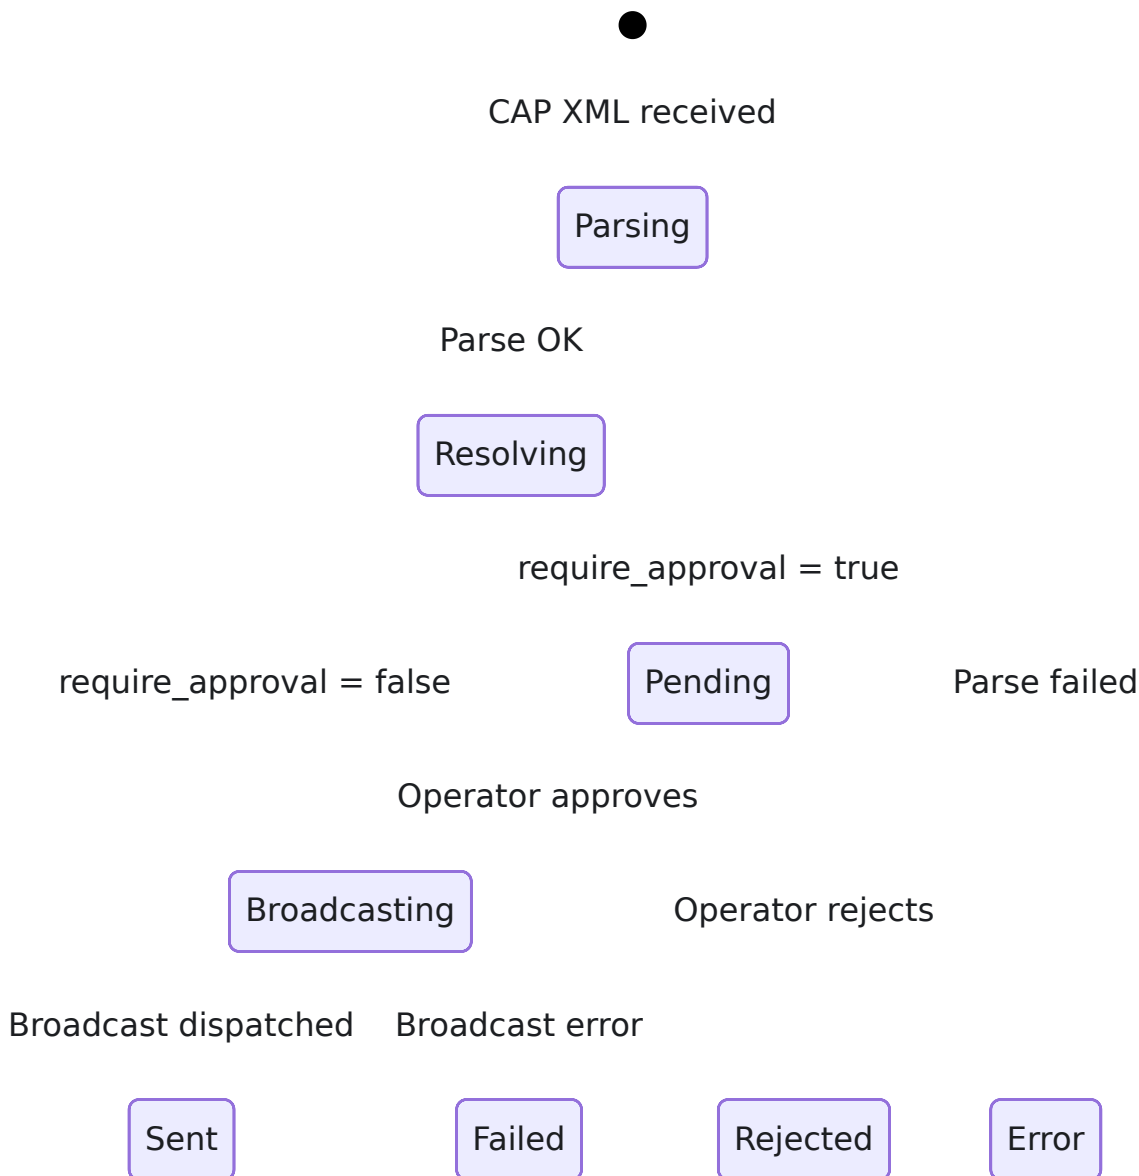 CAP XML received
Parsing
Parse OK
Resolving
require_approval = true
require_approval = false
Pending
Parse failed
Operator approves
Broadcasting
Operator rejects
Broadcast dispatched
Broadcast error
Sent
Failed
Rejected
Error